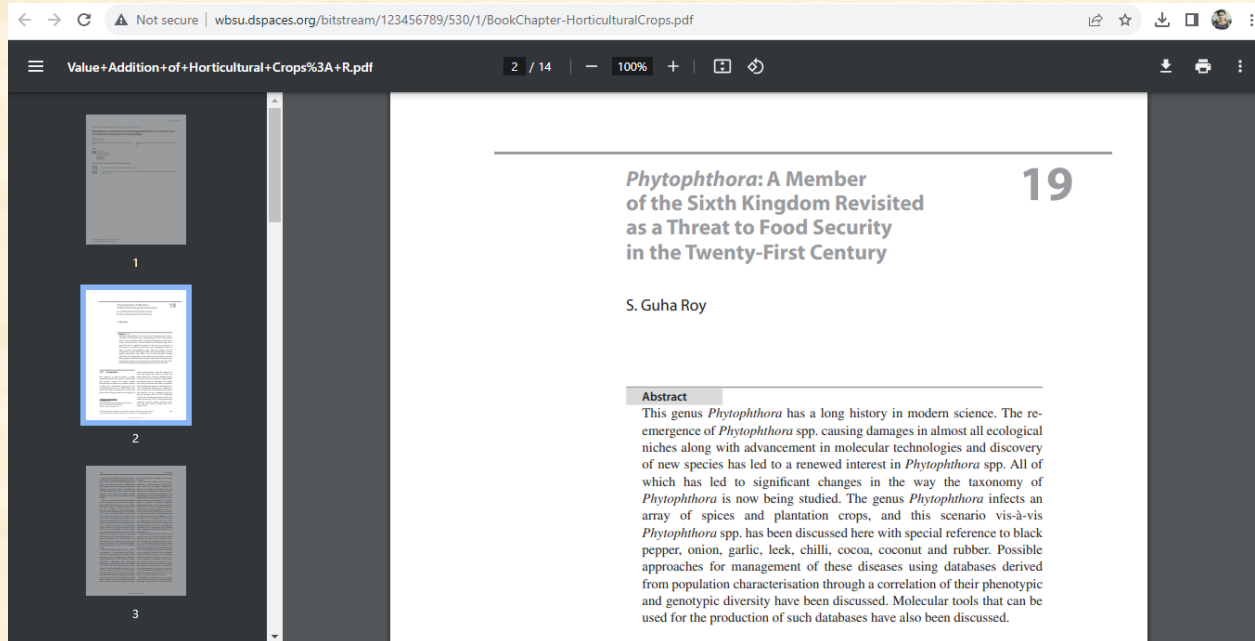 Not secure | wbsu.dspaces.org/bitstream/123456789/530/1/BookChapter-HorticulturalCrops.pdf
Value+Addition+of+Horticultural+Crops%3A+R.pdf
2 / 14
100%
1
2
3
Phytophthora: A Member
of the Sixth Kingdom Revisited
as a Threat to Food Security
in the Twenty-First Century
19
S. Guha Roy
Abstract
This genus Phytophthora has a long history in modern science. The re-
emergence of Phytophthora spp. causing damages in almost all ecological
niches along with advancement in molecular technologies and discovery
of new species has led to a renewed interest in Phytophthora spp. All of
which has led to significant changes in the way the taxonomy of
Phytophthora is now being studied. The genus Phytophthora infects an
array of spices and plantation crops, and this scenario vis-à-vis
Phytophthora spp. has been discussed here with special reference to black
pepper, onion, garlic, leek, chilli, cocoa, coconut and rubber. Possible
approaches for management of these diseases using databases derived
from population characterisation through a correlation of their phenotypic
and genotypic diversity have been discussed. Molecular tools that can be
used for the production of such databases have also been discussed.